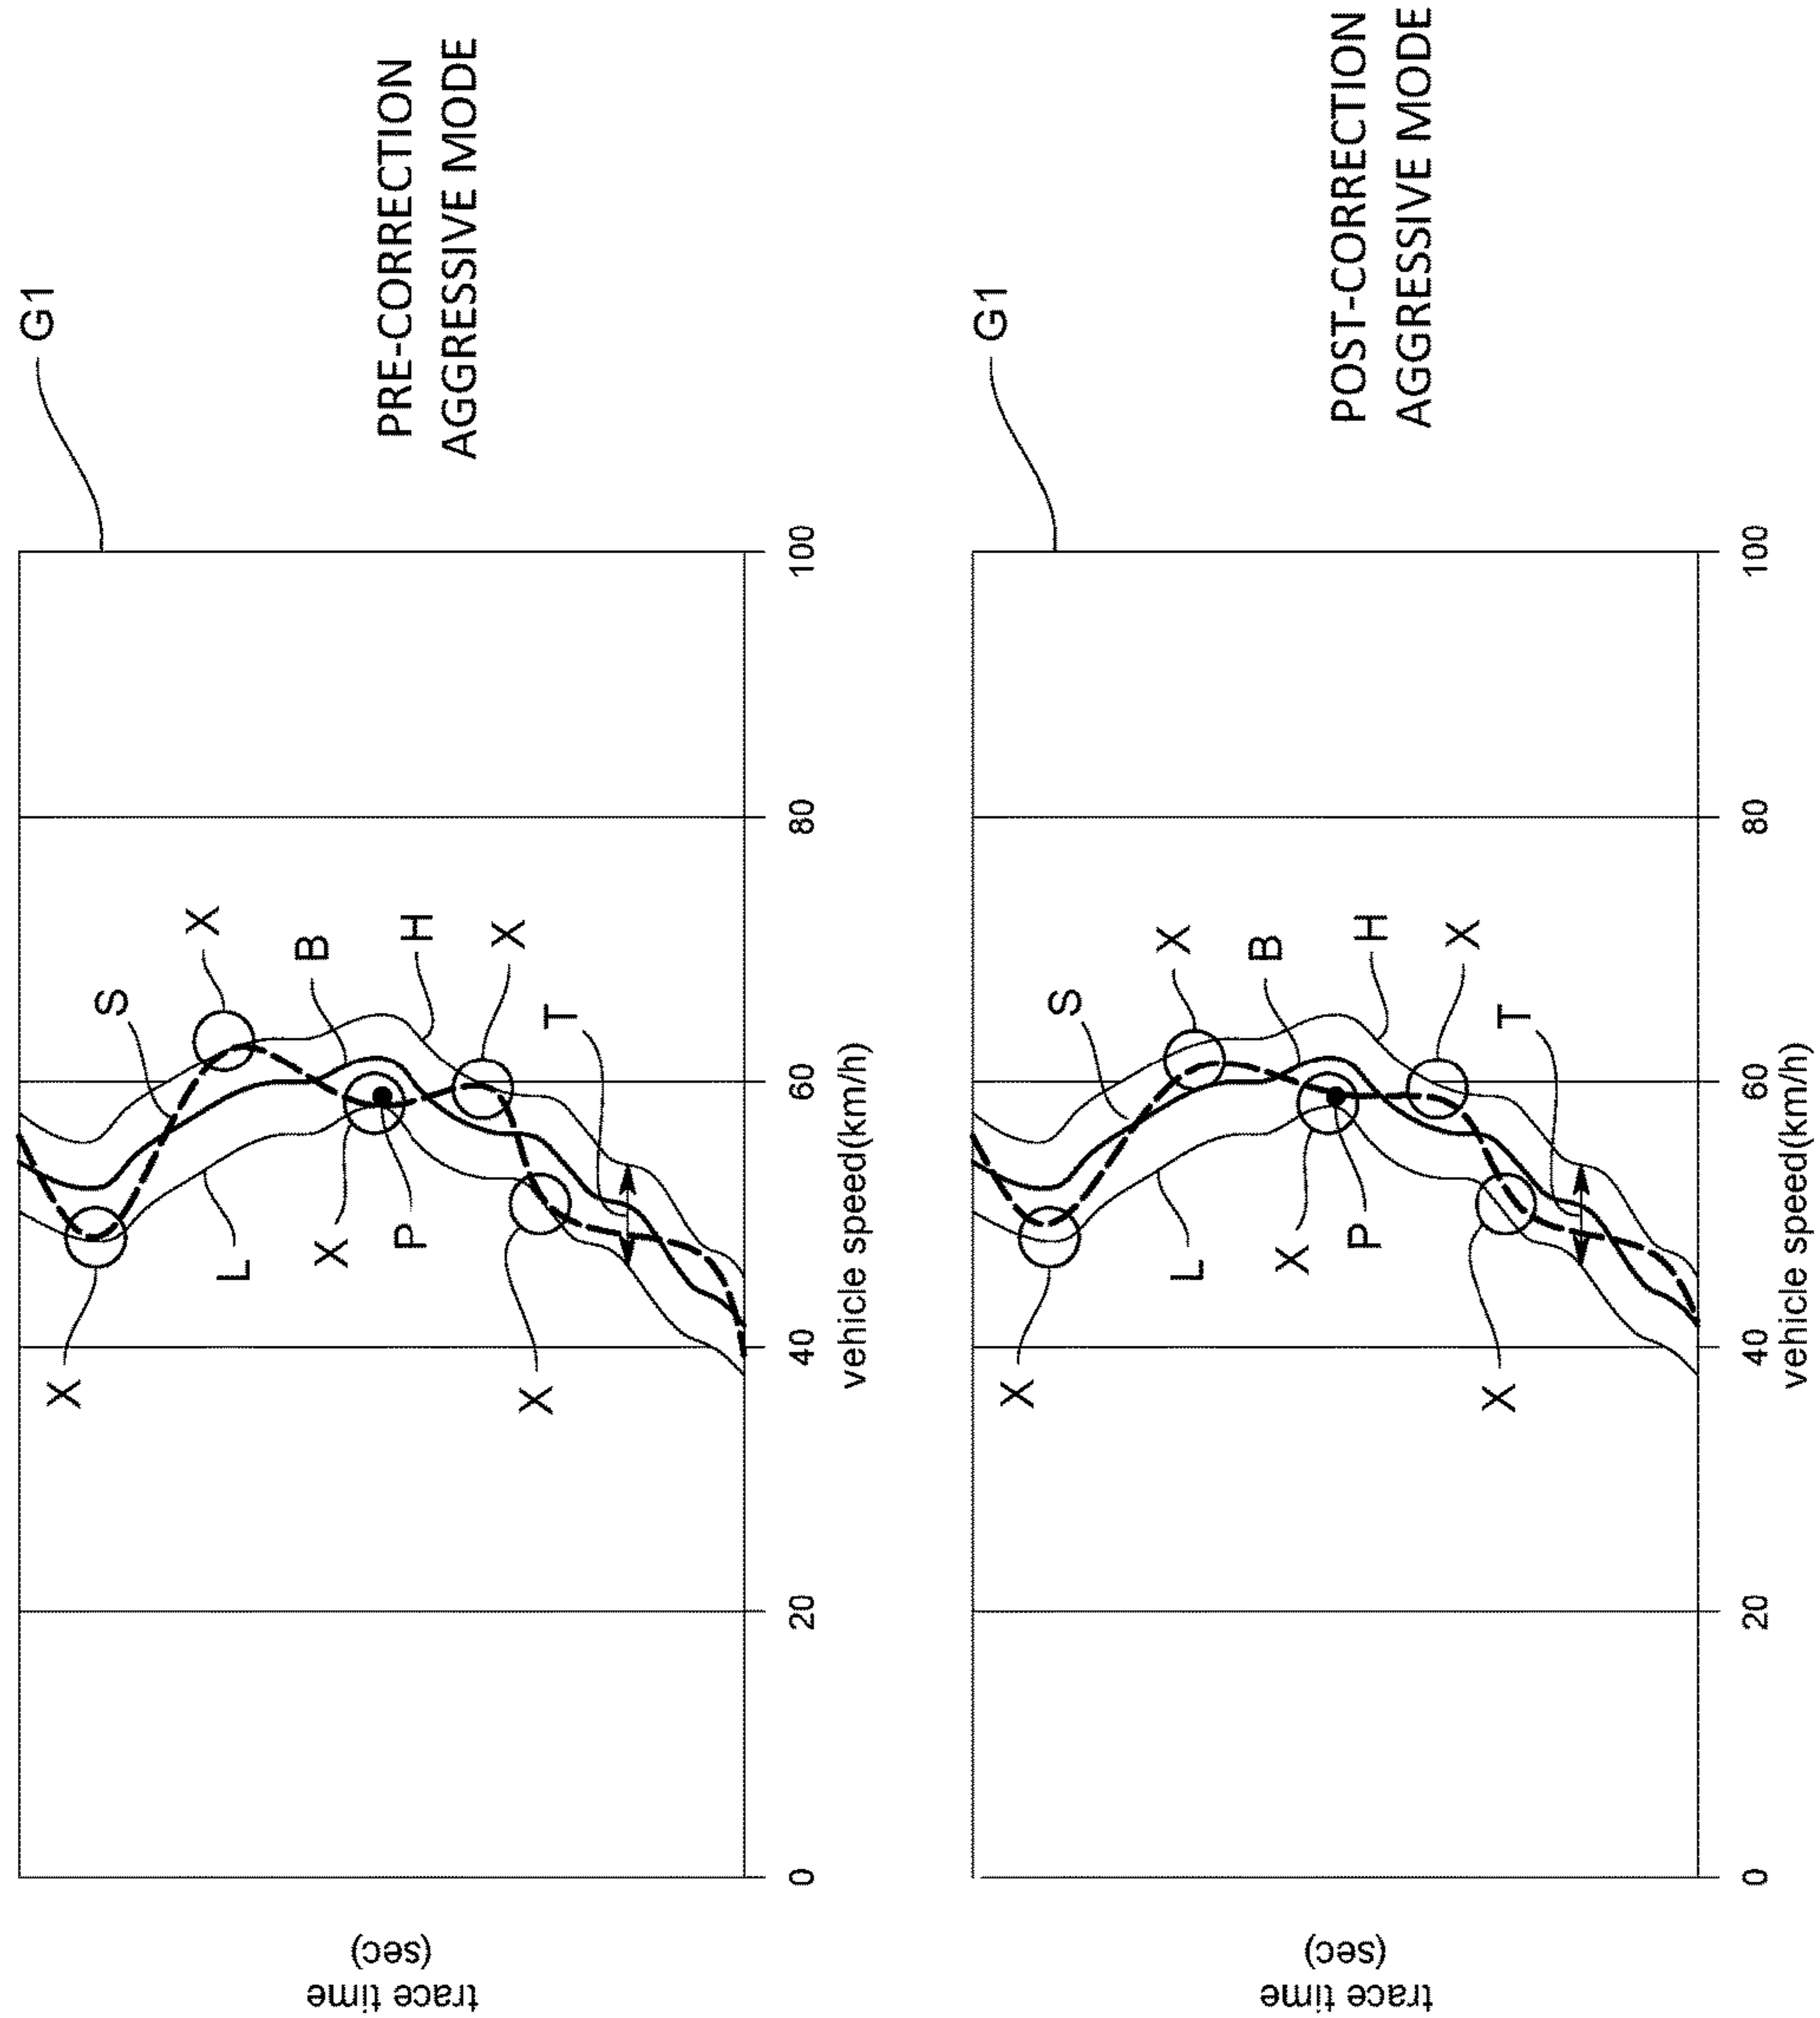 G1
PRE-CORRECTION
AGGRESSIVE MODE
X
S
B
H
X
T
X
L
X
P
X
0
20
40
60
80
100
vehicle speed(km/h)
trace time
(sec)
G1
POST-CORRECTION
AGGRESSIVE MODE
X
S
B
H
X
T
X
L
X
P
X
0
20
40
60
80
100
vehicle speed(km/h)
trace time
(sec)